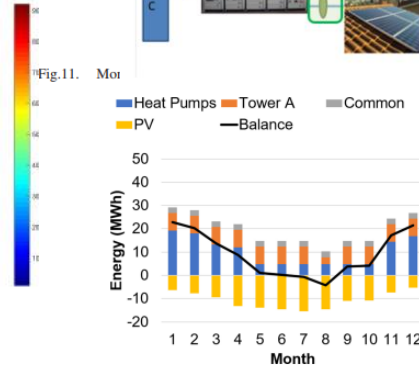 90
80
70
60
50
40
30
20
10
C
Fig.11.
Heat Pumps Tower A Common
PV Balance
Energy (MWh)
50
40
30
20
10
0
-10
-20
1 2 3 4 5 6 7 8 9 10 11 12
Month